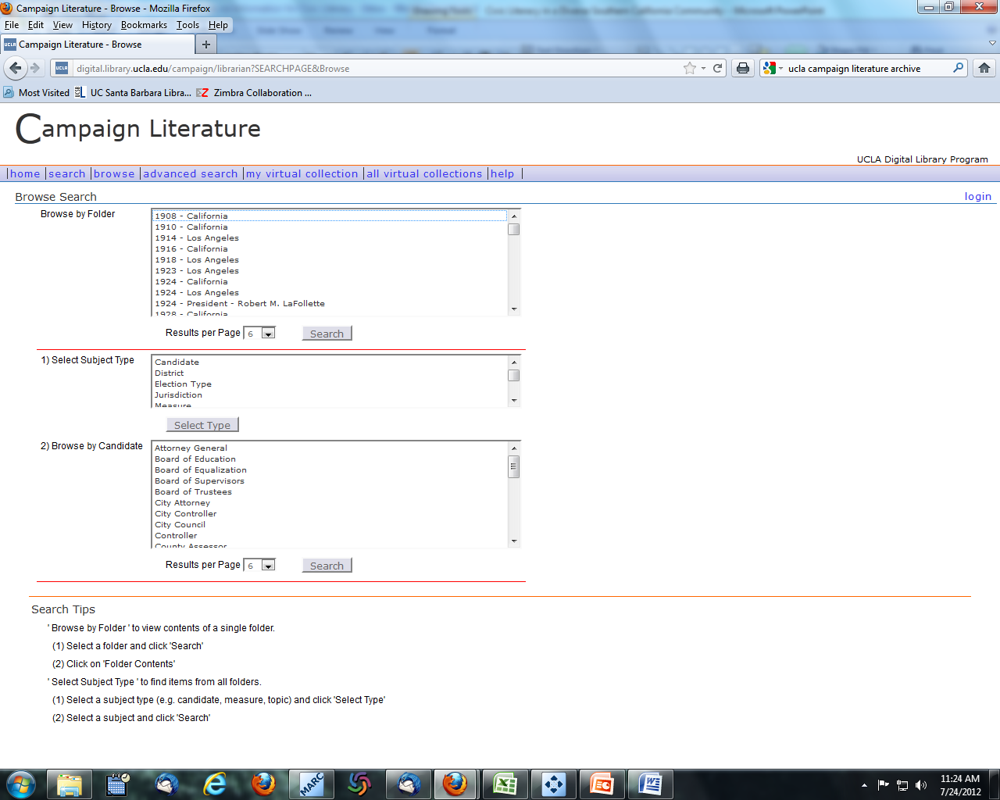 Campaign Literature - Browse - Mozilla Firefox
File Edit View History Bookmarks Tools Help
UCLA Campaign Literature - Browse
UCLA digital.library.ucla.edu/campaign/librarian?SEARCHPAGE&Browse
ucla campaign literature archive
Most Visited UC Santa Barbara Libra... Zimbra Collaboration ...
Campaign Literature
UCLA Digital Library Program
|home |search |browse |advanced search |my virtual collection |all virtual collections |help |
Browse Search
login
Browse by Folder
1908 - California
1910 - California
1914 - Los Angeles
1916 - California
1918 - Los Angeles
1923 - Los Angeles
1924 - California
1924 - Los Angeles
1924 - President - Robert M. LaFollette
1928 - California
Results per Page 6 Search
1) Select Subject Type
Candidate
District
Election Type
Jurisdiction
Measure
Select Type
2) Browse by Candidate
Attorney General
Board of Education
Board of Equalization
Board of Supervisors
Board of Trustees
City Attorney
City Controller
City Council
Controller
County Assessor
Results per Page 6 Search
Search Tips
' Browse by Folder ' to view contents of a single folder.
(1) Select a folder and click 'Search'
(2) Click on 'Folder Contents'
' Select Subject Type ' to find items from all folders.
(1) Select a subject type (e.g. candidate, measure, topic) and click 'Select Type'
(2) Select a subject and click 'Search'
MARC
11:24 AM
7/24/2012